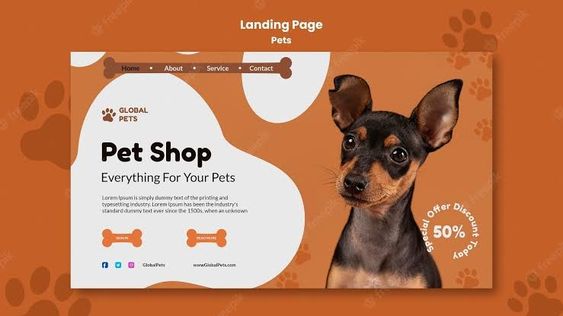 Landing Page
Pets
Home
About
Service
Contact
GLOBAL
PETS
Pet Shop
Everything For Your Pets
Lorem Ipsum is simply dummy text of the printing and
typesetting industry. Lorem Ipsum has been the industry's
standard dummy text ever since the 1500s, when an unknown
READ MORE
GlobalPets
www.GlobalPets.com
Special Offer Discount Today
50%
freepik